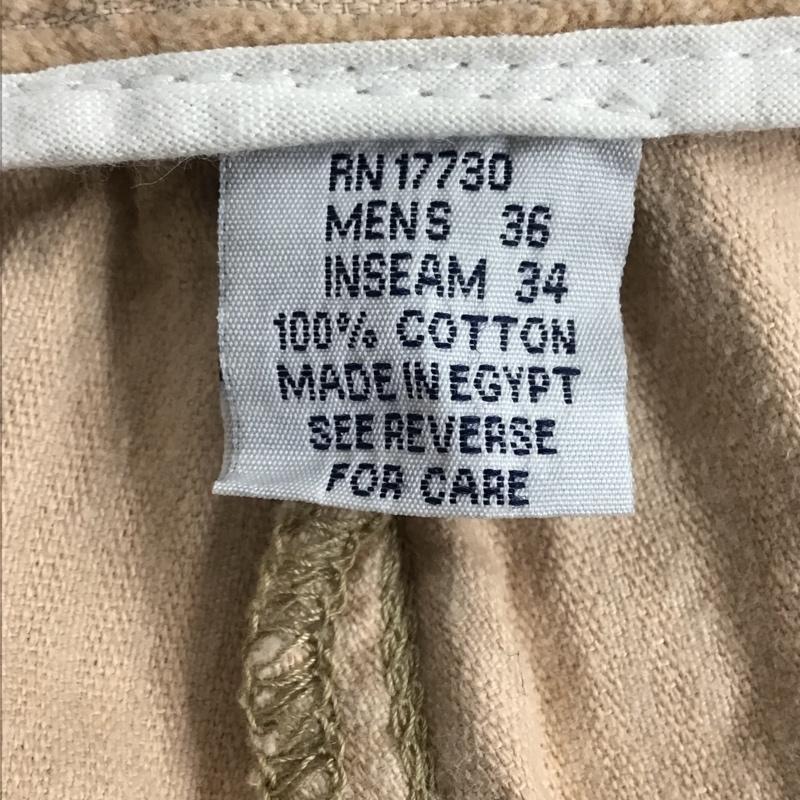 RN 17730
MENS 36
INSEAM 34
100% COTTON
MADE IN EGYPT
SEE REVERSE
FOR CARE